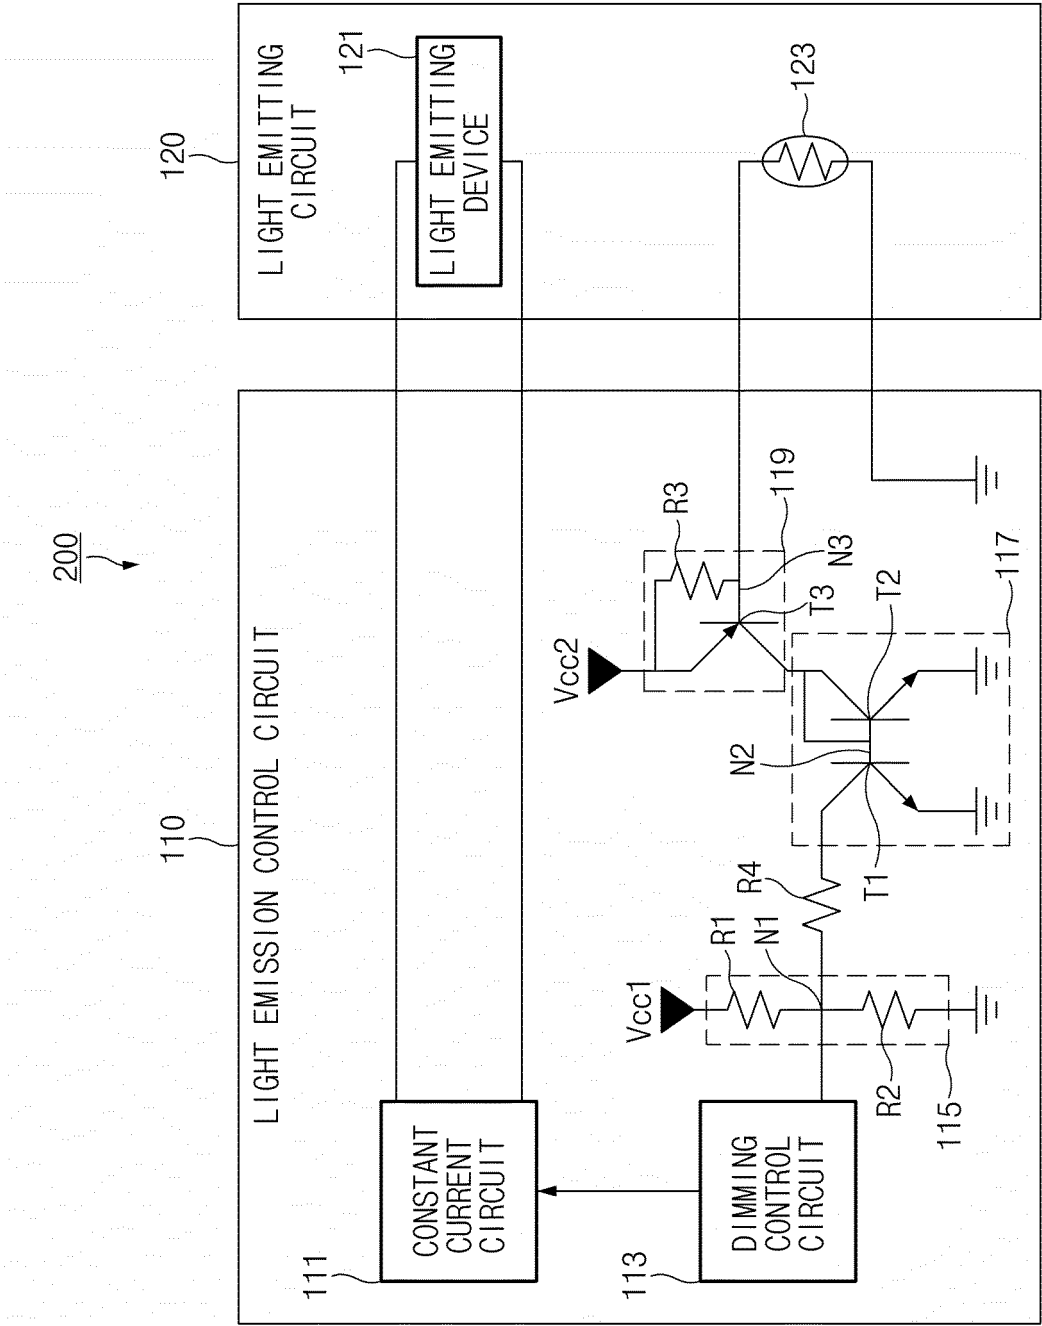 200
110
LIGHT EMISSION CONTROL CIRCUIT
120
LIGHT EMITTING
CIRCUIT
111
CONSTANT
CURRENT
CIRCUIT
121
LIGHT EMITTING
DEVICE
113
DIMMING
CONTROL
CIRCUIT
Vcc1
R1
N1
R2
115
R4
Vcc2
R3
119
N3
T3
N2
T1
T2
117
123